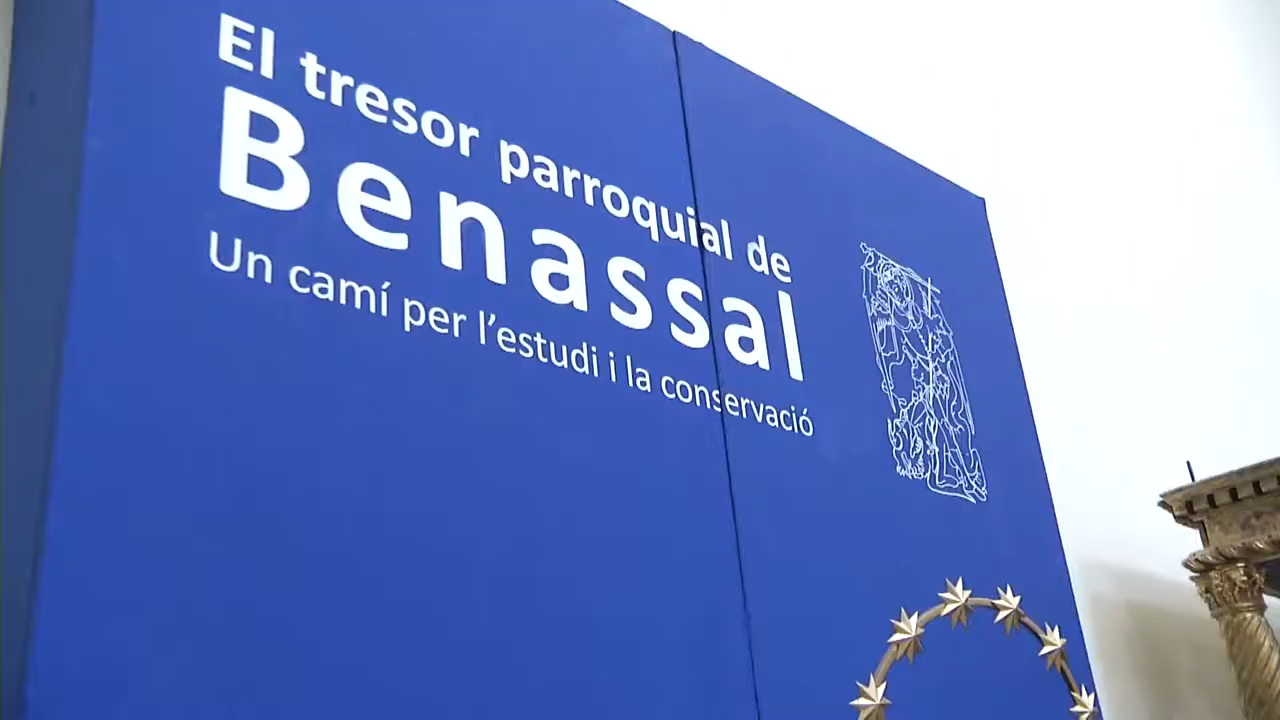 El tresor parroquial de
Benassal
Un camí per l’estudi i la conservació